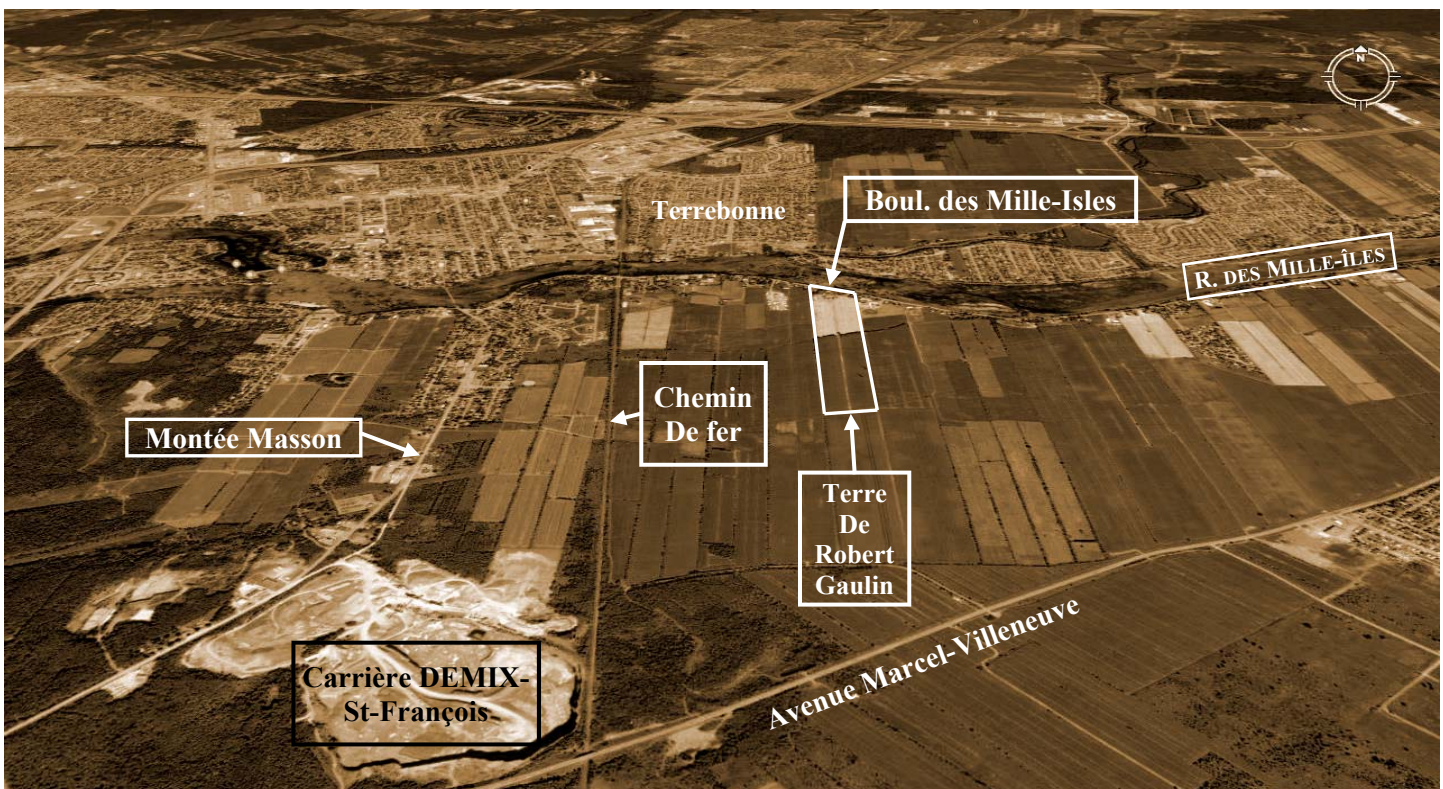 N
Terrebonne
Boul. des Mille-Isles
R. DES MILLE-ÎLES
Montée Masson
Chemin
De fer
Terre
De
Robert
Gaulin
Avenue Marcel-Villeneuve
Carrière DEMIX-
St-François